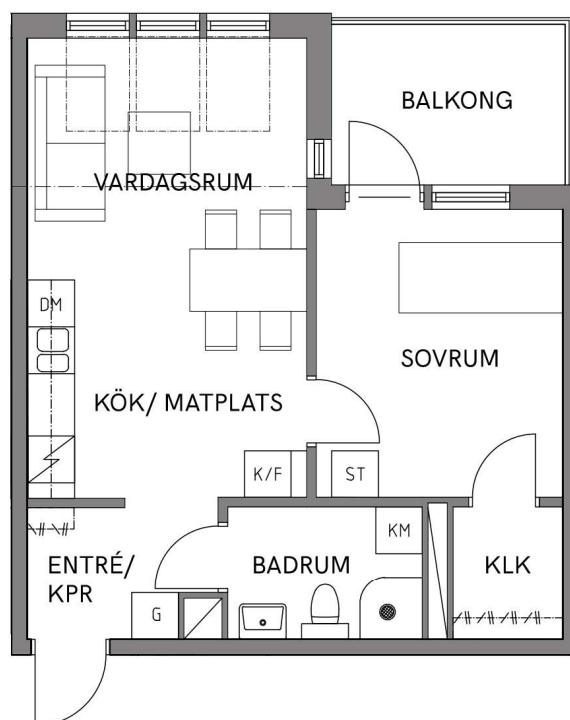 BALKONG
VARDAGSRUM
DM
SOVRUM
KÖK/ MATPLATS
K/F
ST
KM
ENTRÉ/
KPR
BADRUM
KLK
G